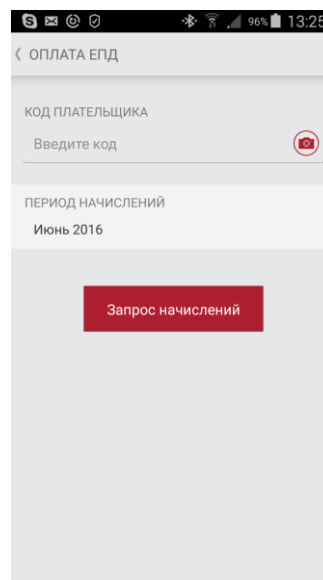 96% 13:25
ОПЛАТА ЕПД
КОД ПЛАТЕЛЬЩИКА
Введите код
ПЕРИОД НАЧИСЛЕНИЙ
Июнь 2016
Запрос начислений